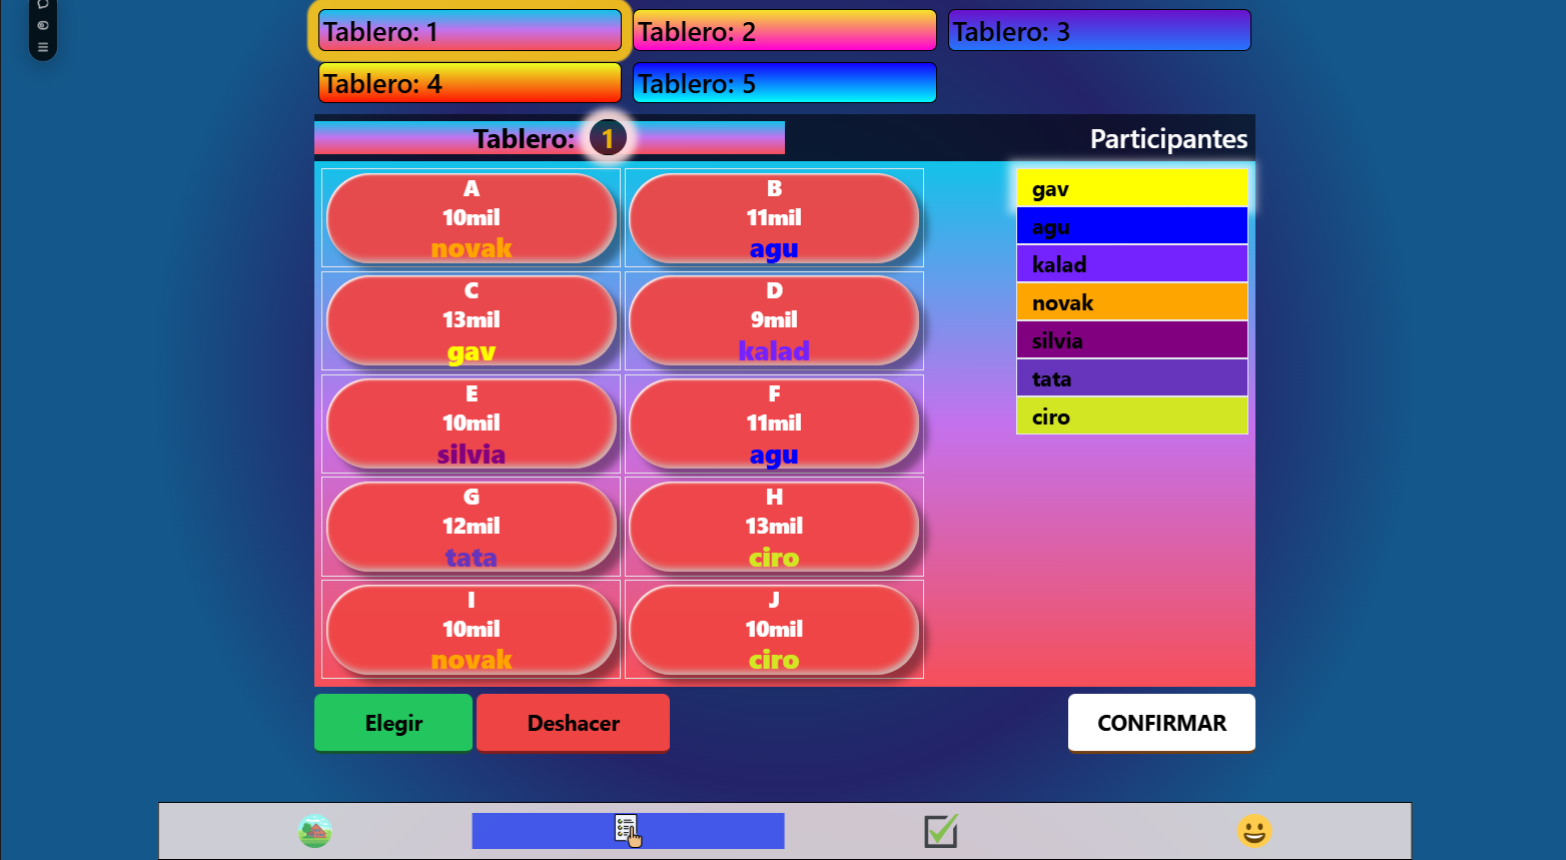 Tablero: 1
Tablero: 2
Tablero: 3
Tablero: 4
Tablero: 5
Tablero: 1
Participantes
A
10mil
novak
B
11mil
agu
C
13mil
gav
D
9mil
kalad
E
10mil
silvia
F
11mil
agu
G
12mil
tata
H
13mil
ciro
I
10mil
novak
J
10mil
ciro
gav
agu
kalad
novak
silvia
tata
ciro
Elegir
Deshacer
CONFIRMAR